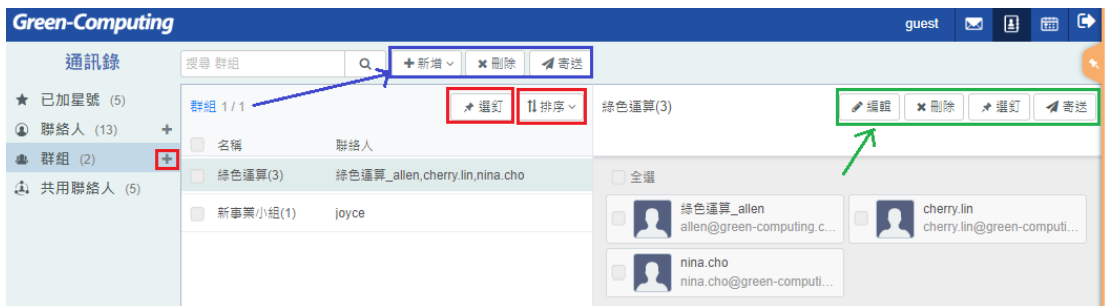 Green-Computing
guest
通訊錄
已加星號 (5)
聯絡人 (13)
群組 (2)
共用聯絡人 (5)
搜尋 群組
新增
刪除
寄送
群組 1 / 1
選釘
排序
名稱 聯絡人
綠色運算(3) 綠色運算_allen,cherry.lin,nina.cho
新事業小組(1) joyce
綠色運算(3)
編輯
刪除
選釘
寄送
全選
綠色運算_allen
allen@green-computing.c...
cherry.lin
cherry.lin@green-computi...
nina.cho
nina.cho@green-computi...